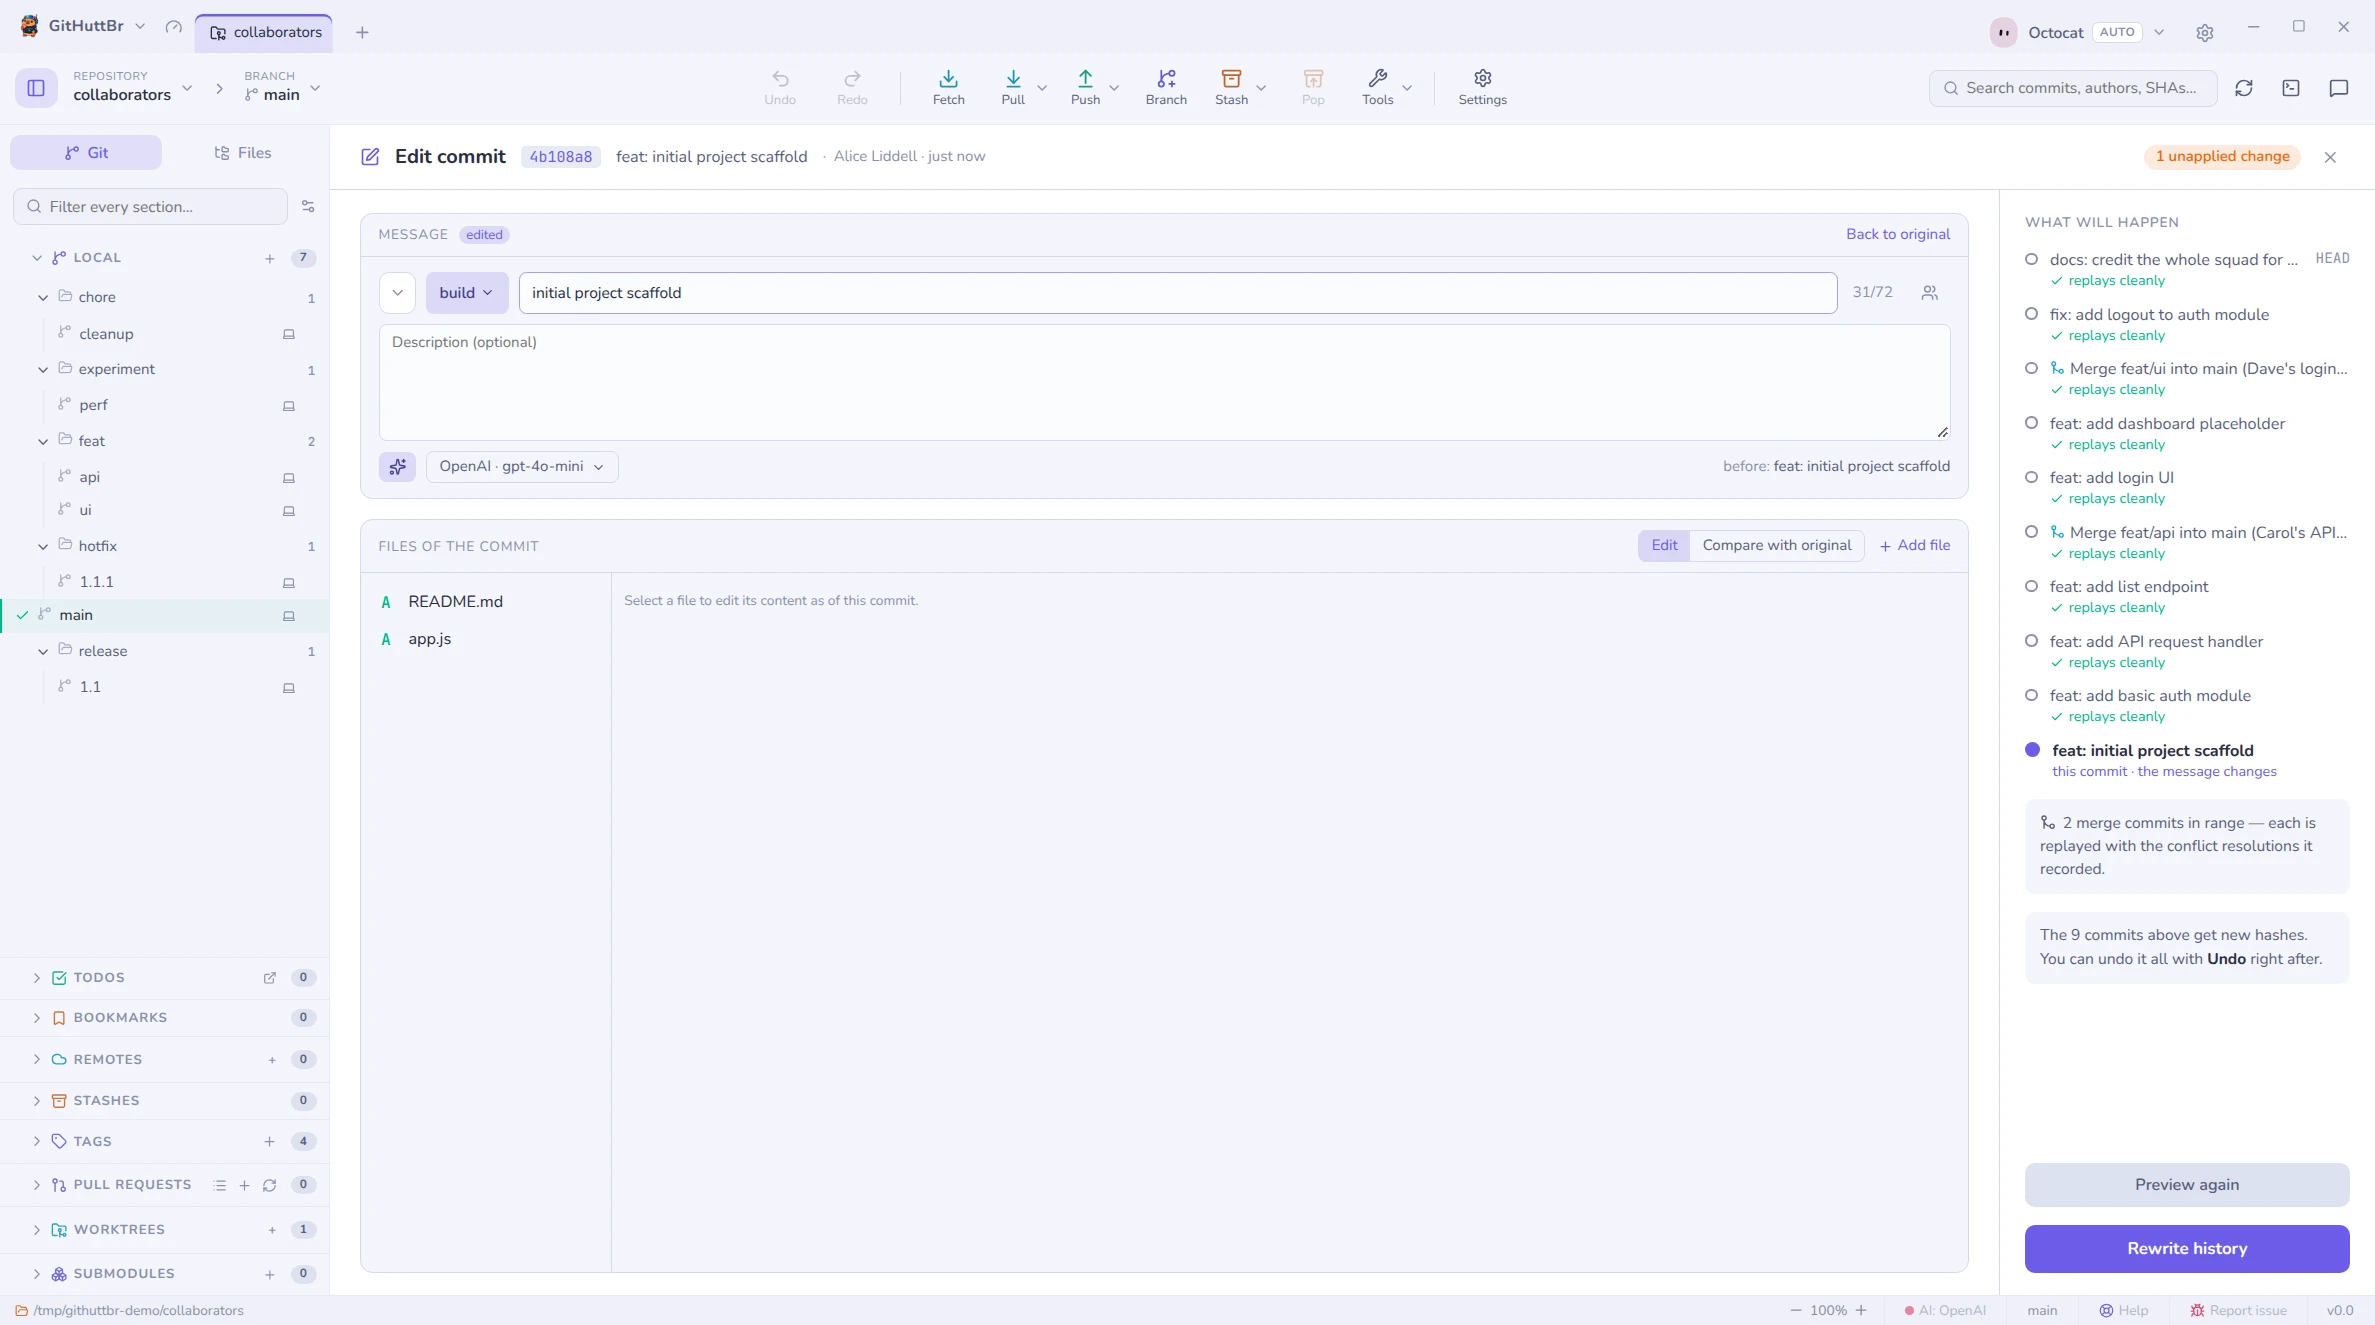 GitHuttBr
collaborators
Octocat AUTO
REPOSITORY
collaborators
BRANCH
main
Undo
Redo
Fetch
Pull
Push
Branch
Stash
Pop
Tools
Settings
Search commits, authors, SHAs...
Git
Files
Filter every section...
LOCAL 7
chore 1
cleanup
experiment 1
perf
feat 2
api
ui
hotfix 1
1.1.1
main
release 1
1.1
TODOS 0
BOOKMARKS 0
REMOTES 0
STASHES 0
TAGS 4
PULL REQUESTS 0
WORKTREES 1
SUBMODULES 0
Edit commit 4b108a8 feat: initial project scaffold · Alice Liddell · just now
1 unapplied change
MESSAGE edited
Back to original
build
initial project scaffold
31/72
Description (optional)
OpenAI · gpt-4o-mini
before: feat: initial project scaffold
FILES OF THE COMMIT
Edit
Compare with original
Add file
A README.md
A app.js
Select a file to edit its content as of this commit.
WHAT WILL HAPPEN
docs: credit the whole squad for ... HEAD
replays cleanly
fix: add logout to auth module
replays cleanly
Merge feat/ui into main (Dave's login...
replays cleanly
feat: add dashboard placeholder
replays cleanly
feat: add login UI
replays cleanly
Merge feat/api into main (Carol's API...
replays cleanly
feat: add list endpoint
replays cleanly
feat: add API request handler
replays cleanly
feat: add basic auth module
replays cleanly
feat: initial project scaffold
this commit · the message changes
2 merge commits in range — each is
replayed with the conflict resolutions it
recorded.
The 9 commits above get new hashes.
You can undo it all with Undo right after.
Preview again
Rewrite history
/tmp/githuttbr-demo/collaborators
100%
AI: OpenAI
main
Help
Report issue
v0.0